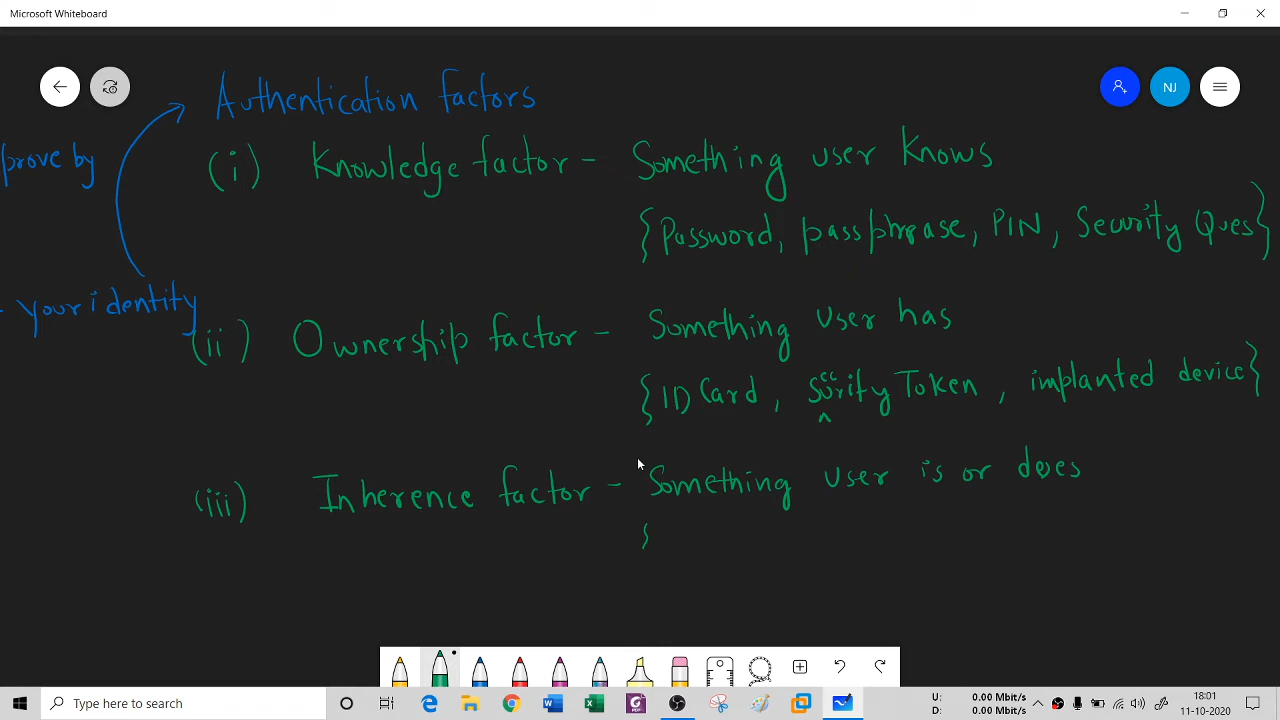 Microsoft Whiteboard
NJ
Authentication factors
prove by
(i) Knowledge factor - Something user knows
{Password, passphrase, PIN, Security Ques}
- your identity
(ii) Ownership factor - Something user has
{ID Card, Security Token, implanted device}
(iii) Inherence factor - Something user is or does
{
Type here to search
U: 0.00 Mbit/s
D: 0.00 Mbit/s
18:01
11-10-2020